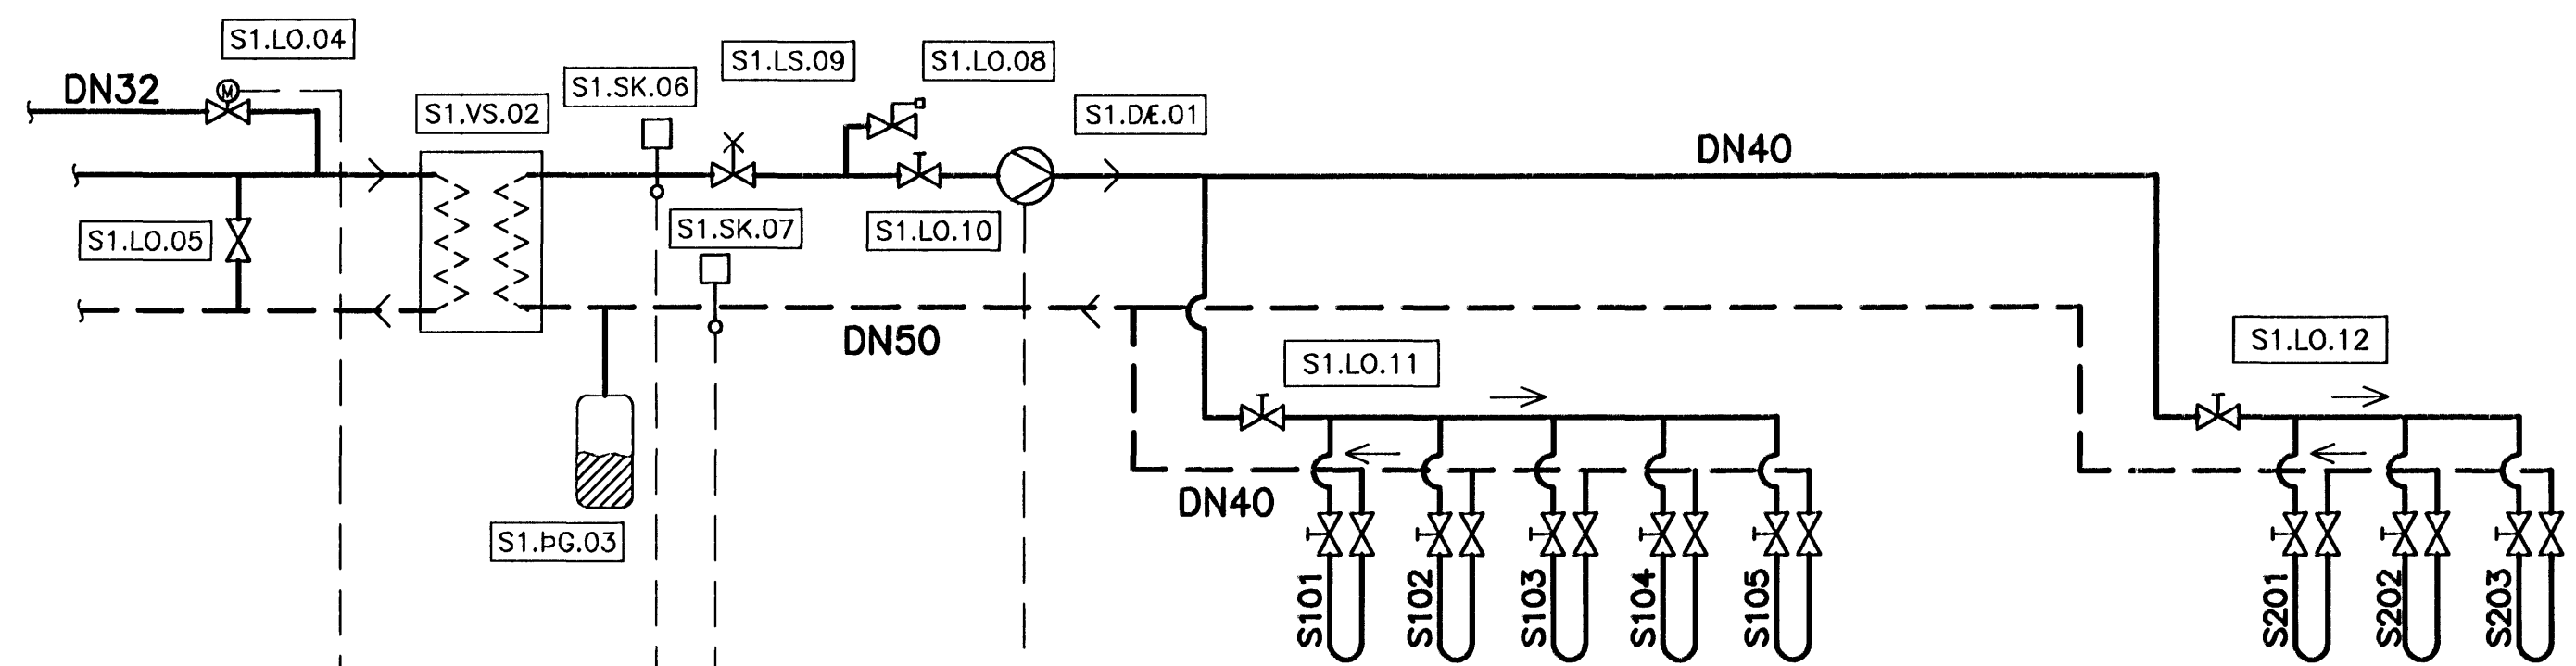 S1.LO.04
S1.LS.09
S1.LO.08
DN32
S1.SK.06
S1.VS.02
S1.DÆ.01
M
DN40
S1.LO.05
S1.SK.07
S1.LO.10
DN50
S1.LO.11
S1.LO.12
DN40
S1.ÞG.03
S101
S102
S103
S104
S105
S201
S202
S203